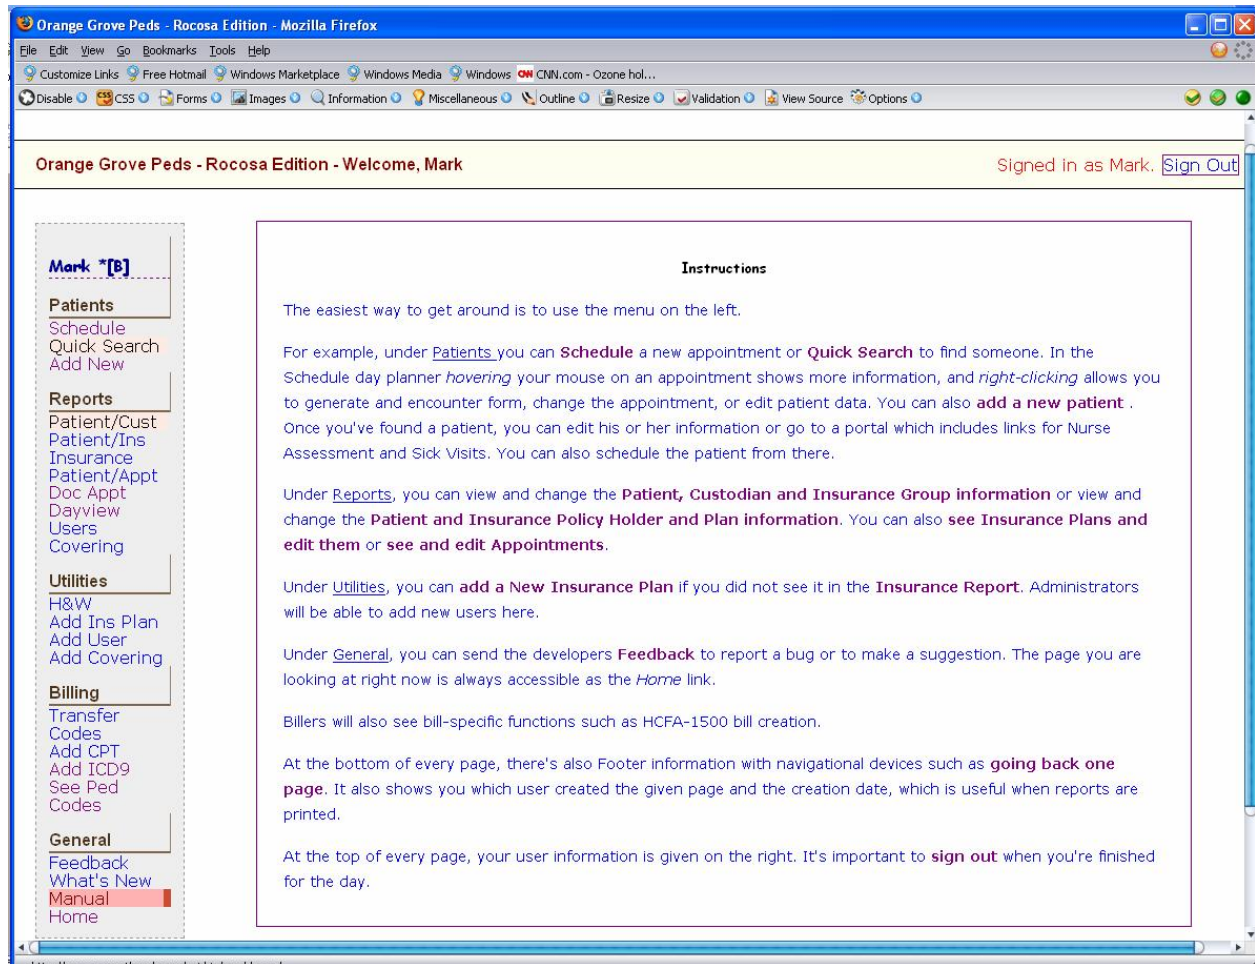 Orange Grove Peds - Rocosa Edition - Mozilla Firefox
File Edit View Go Bookmarks Tools Help
Customize Links Free Hotmail Windows Marketplace Windows Media Windows CNN.com - Ozone hol...
Disable CSS Forms Images Information Miscellaneous Outline Resize Validation View Source Options
Orange Grove Peds - Rocosa Edition - Welcome, Mark
Signed in as Mark. Sign Out
Mark *[B]
Patients
Schedule
Quick Search
Add New
Reports
Patient/Cust
Patient/Ins
Insurance
Patient/Appt
Doc Appt
Dayview
Users
Covering
Utilities
H&W
Add Ins Plan
Add User
Add Covering
Billing
Transfer
Codes
Add CPT
Add ICD9
See Ped
Codes
General
Feedback
What's New
Manual
Home
Instructions
The easiest way to get around is to use the menu on the left.
For example, under Patients you can Schedule a new appointment or Quick Search to find someone. In the
Schedule day planner hovering your mouse on an appointment shows more information, and right-clicking allows you
to generate and encounter form, change the appointment, or edit patient data. You can also add a new patient .
Once you've found a patient, you can edit his or her information or go to a portal which includes links for Nurse
Assessment and Sick Visits. You can also schedule the patient from there.
Under Reports, you can view and change the Patient, Custodian and Insurance Group information or view and
change the Patient and Insurance Policy Holder and Plan information. You can also see Insurance Plans and
edit them or see and edit Appointments.
Under Utilities, you can add a New Insurance Plan if you did not see it in the Insurance Report. Administrators
will be able to add new users here.
Under General, you can send the developers Feedback to report a bug or to make a suggestion. The page you are
looking at right now is always accessible as the Home link.
Billers will also see bill-specific functions such as HCFA-1500 bill creation.
At the bottom of every page, there's also Footer information with navigational devices such as going back one
page. It also shows you which user created the given page and the creation date, which is useful when reports are
printed.
At the top of every page, your user information is given on the right. It's important to sign out when you're finished
for the day.